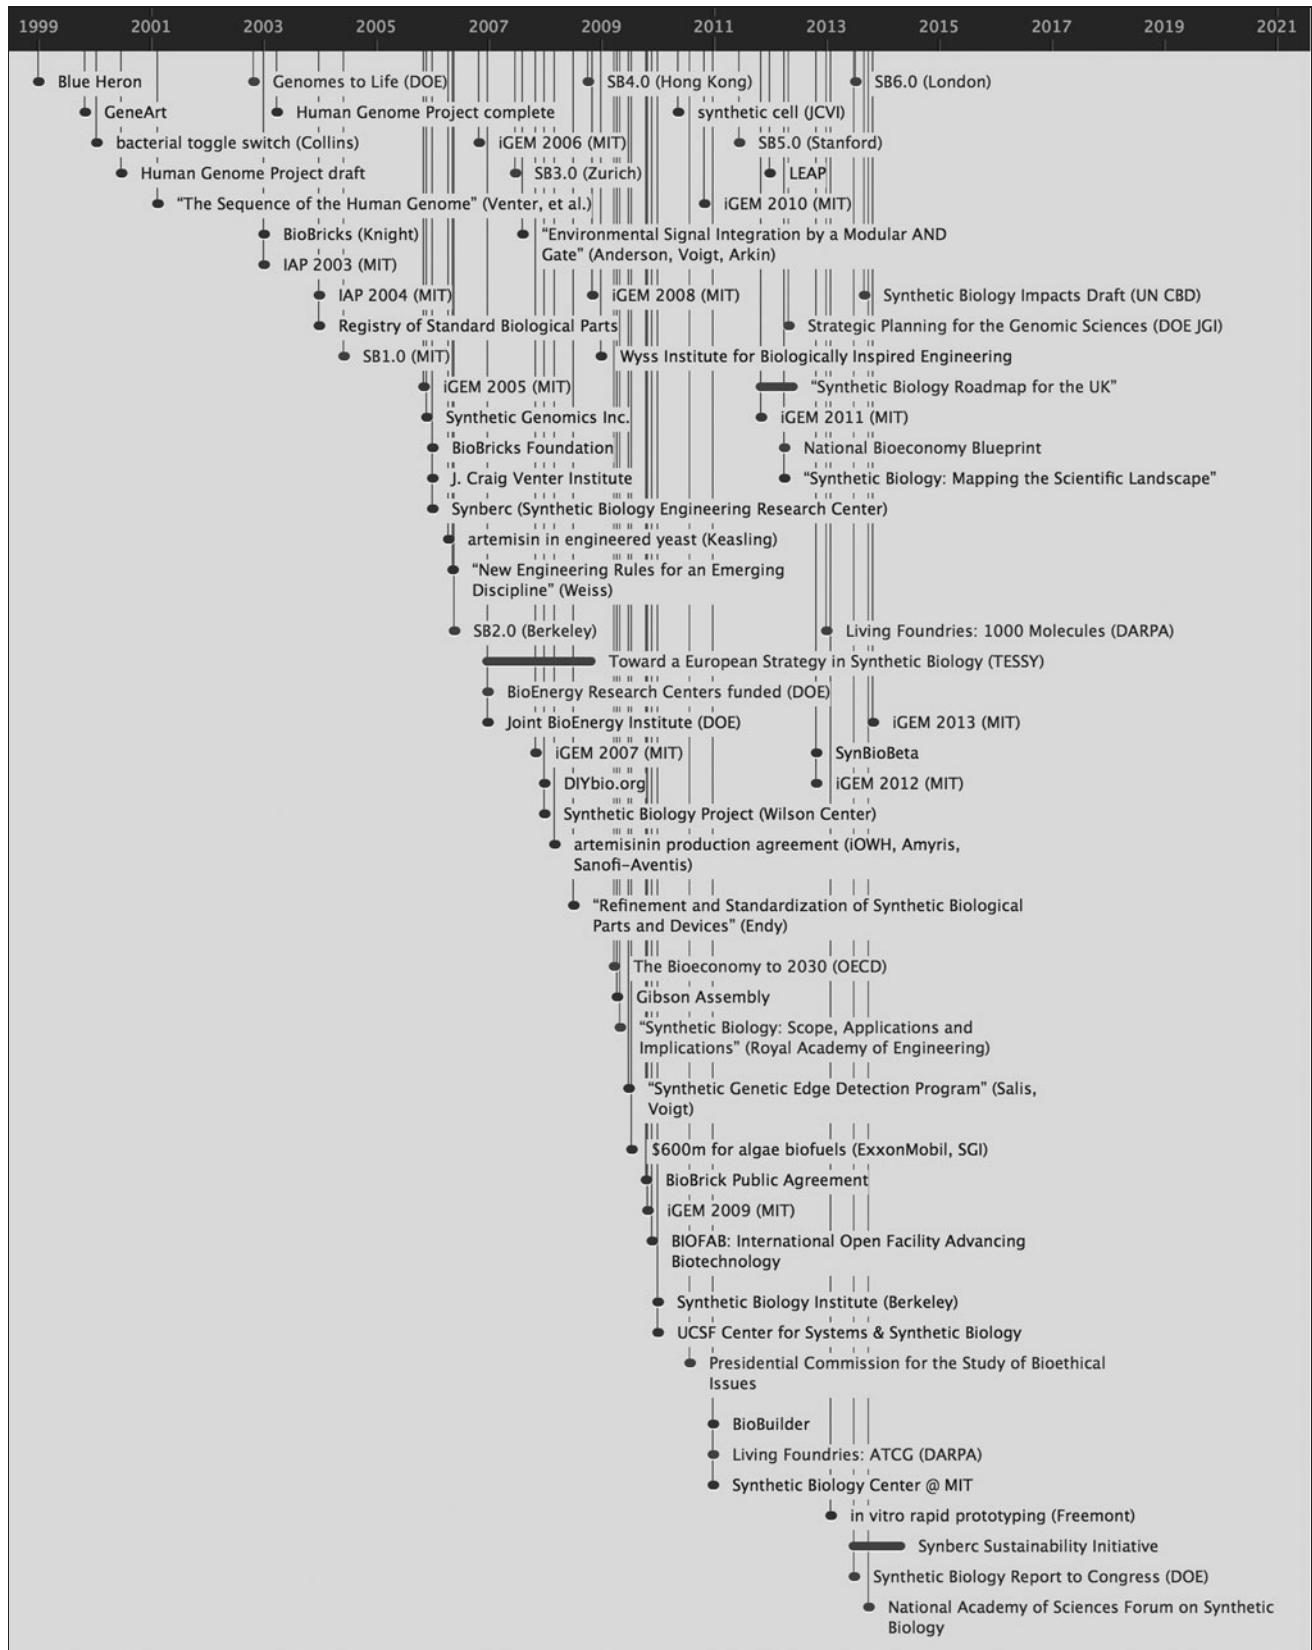 1999 2001 2003 2005 2007 2009 2011 2013 2015 2017 2019 2021
Blue Heron Genomes to Life (DOE) SB4.0 (Hong Kong) SB6.0 (London)
GeneArt Human Genome Project complete synthetic cell (JCVI)
bacterial toggle switch (Collins) iGEM 2006 (MIT) SB5.0 (Stanford)
Human Genome Project draft SB3.0 (Zurich) LEAP
“The Sequence of the Human Genome” (Venter, et al.) iGEM 2010 (MIT)
BioBricks (Knight) “Environmental Signal Integration by a Modular AND
Gate” (Anderson, Voigt, Arkin)
IAP 2003 (MIT)
IAP 2004 (MIT) iGEM 2008 (MIT) Synthetic Biology Impacts Draft (UN CBD)
Registry of Standard Biological Parts Strategic Planning for the Genomic Sciences (DOE JGI)
SB1.0 (MIT) Wyss Institute for Biologically Inspired Engineering
iGEM 2005 (MIT) “Synthetic Biology Roadmap for the UK”
Synthetic Genomics Inc. iGEM 2011 (MIT)
BioBricks Foundation National Bioeconomy Blueprint
J. Craig Venter Institute “Synthetic Biology: Mapping the Scientific Landscape”
Synberc (Synthetic Biology Engineering Research Center)
artemisin in engineered yeast (Keasling)
“New Engineering Rules for an Emerging
Discipline” (Weiss)
SB2.0 (Berkeley) Living Foundries: 1000 Molecules (DARPA)
Toward a European Strategy in Synthetic Biology (TESSY)
BioEnergy Research Centers funded (DOE)
Joint BioEnergy Institute (DOE) iGEM 2013 (MIT)
iGEM 2007 (MIT) SynBioBeta
DIYbio.org iGEM 2012 (MIT)
Synthetic Biology Project (Wilson Center)
artemisinin production agreement (iOWH, Amyris,
Sanofi-Aventis)
“Refinement and Standardization of Synthetic Biological
Parts and Devices” (Endy)
The Bioeconomy to 2030 (OECD)
Gibson Assembly
“Synthetic Biology: Scope, Applications and
Implications” (Royal Academy of Engineering)
“Synthetic Genetic Edge Detection Program” (Salis,
Voigt)
$600m for algae biofuels (ExxonMobil, SGI)
BioBrick Public Agreement
iGEM 2009 (MIT)
BIOFAB: International Open Facility Advancing
Biotechnology
Synthetic Biology Institute (Berkeley)
UCSF Center for Systems & Synthetic Biology
Presidential Commission for the Study of Bioethical
Issues
BioBuilder
Living Foundries: ATCG (DARPA)
Synthetic Biology Center @ MIT
in vitro rapid prototyping (Freemont)
Synberc Sustainability Initiative
Synthetic Biology Report to Congress (DOE)
National Academy of Sciences Forum on Synthetic
Biology